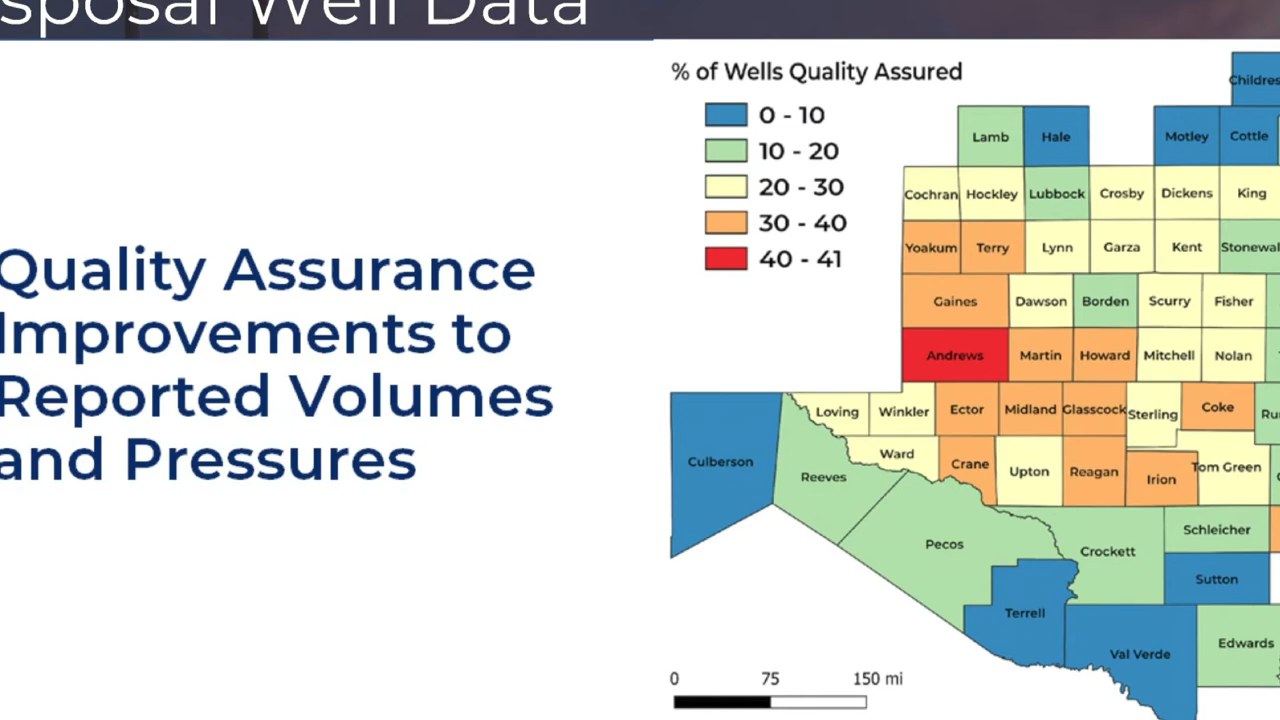 sposal Well Data
Quality Assurance
Improvements to
Reported Volumes
and Pressures
% of Wells Quality Assured
0 - 10
10 - 20
20 - 30
30 - 40
40 - 41
Childres
Lamb Hale Motley Cottle
Cochran Hockley Lubbock Crosby Dickens King
Yoakum Terry Lynn Garza Kent Stonewal
Gaines Dawson Borden Scurry Fisher
Andrews Martin Howard Mitchell Nolan
Loving Winkler Ector Midland Glasscock Sterling Coke Ru
Culberson Reeves Ward Crane Upton Reagan Irion Tom Green
Pecos Crockett Schleicher
Sutton
Terrell Val Verde Edwards
0 75 150 mi